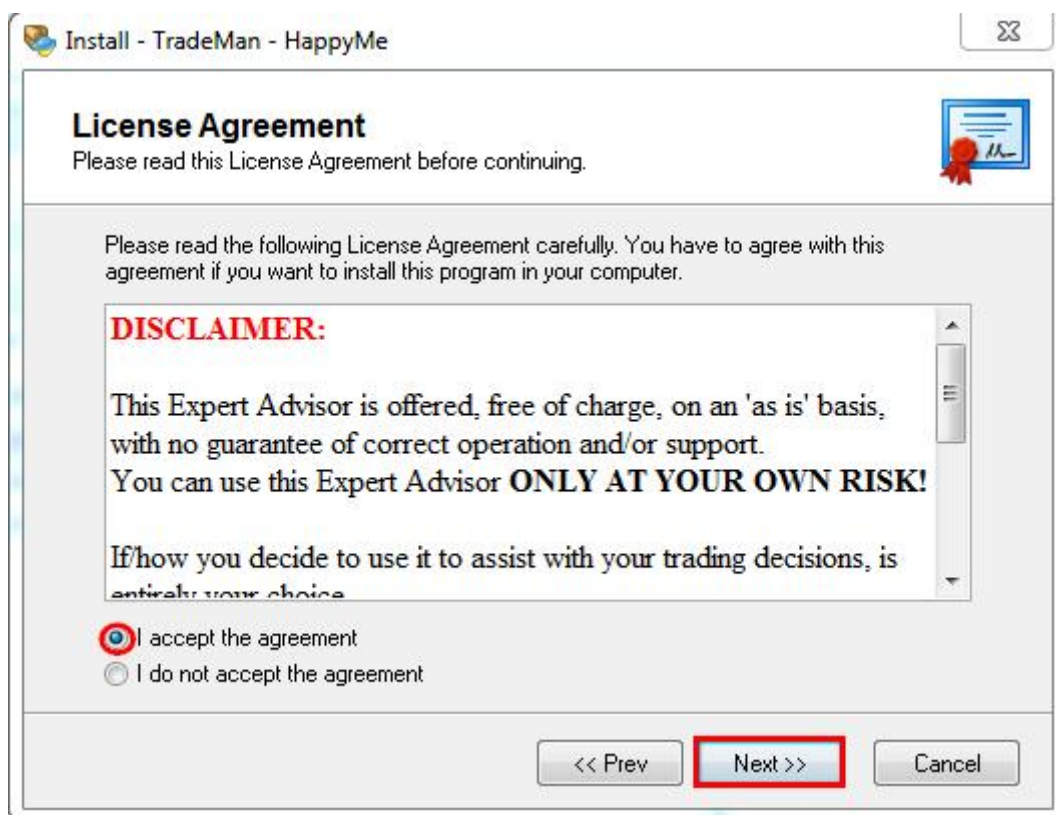 Install - TradeMan - HappyMe
License Agreement
Please read this License Agreement before continuing.
Please read the following License Agreement carefully. You have to agree with this
agreement if you want to install this program in your computer.
DISCLAIMER:
This Expert Advisor is offered, free of charge, on an 'as is' basis,
with no guarantee of correct operation and/or support.
You can use this Expert Advisor ONLY AT YOUR OWN RISK!
If/how you decide to use it to assist with your trading decisions, is
entirely your choice
I accept the agreement
I do not accept the agreement
<< Prev
Next >>
Cancel